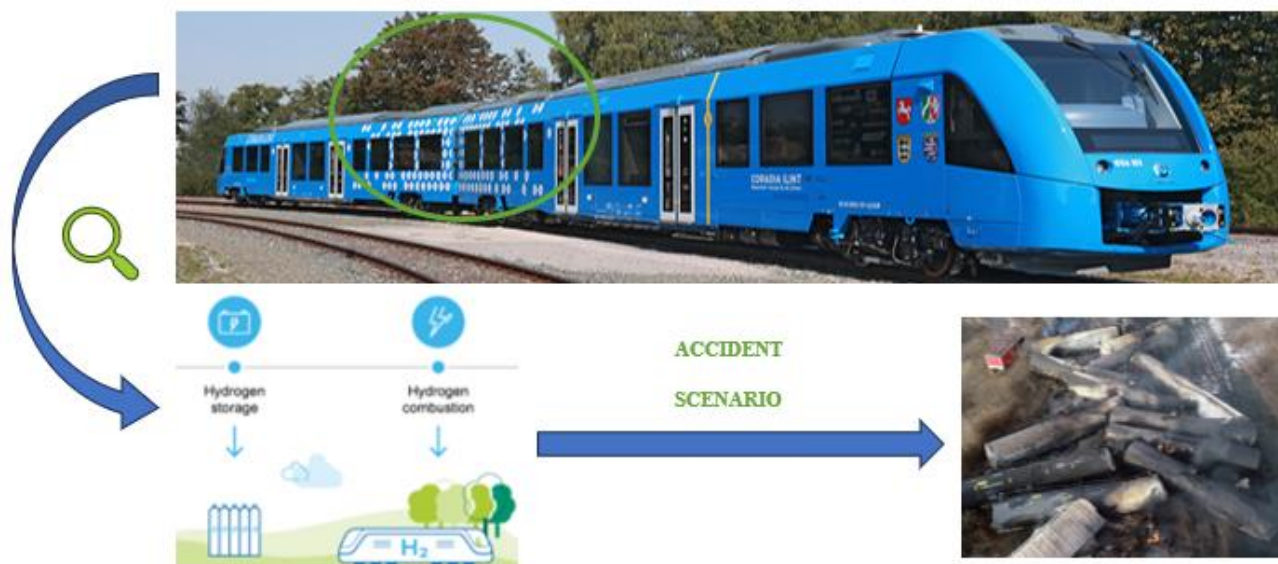 CORADIA iLINT
Hydrogen
storage
Hydrogen
combustion
ACCIDENT
SCENARIO
H₂